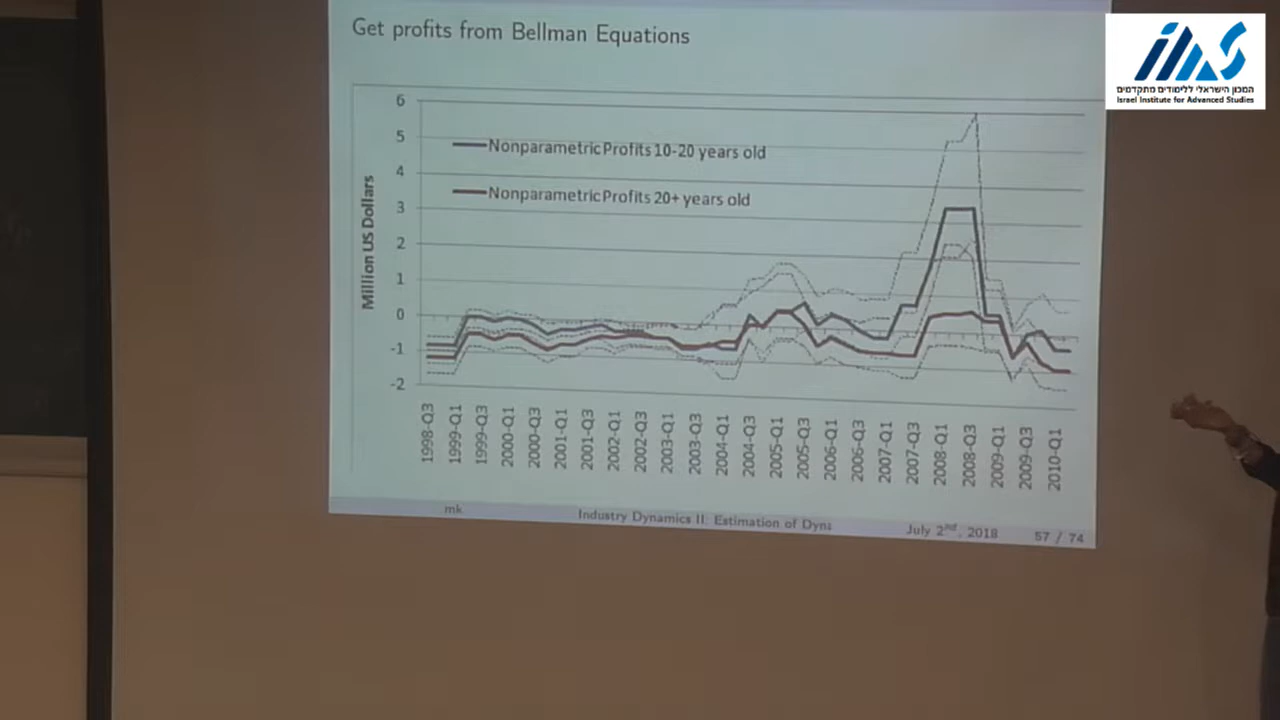 Get profits from Bellman Equations
המכון הישראלי ללימודים מתקדמים
Israel Institute for Advanced Studies
6
5
4
3
2
1
0
-1
-2
Million US Dollars
Nonparametric Profits 10-20 years old
Nonparametric Profits 20+ years old
1998-Q3
1999-Q1
1999-Q3
2000-Q1
2000-Q3
2001-Q1
2001-Q3
2002-Q1
2002-Q3
2003-Q1
2003-Q3
2004-Q1
2004-Q3
2005-Q1
2005-Q3
2006-Q1
2006-Q3
2007-Q1
2007-Q3
2008-Q1
2008-Q3
2009-Q1
2009-Q3
2010-Q1
mk Industry Dynamics II: Estimation of Dyna July 2nd, 2018 57 / 74